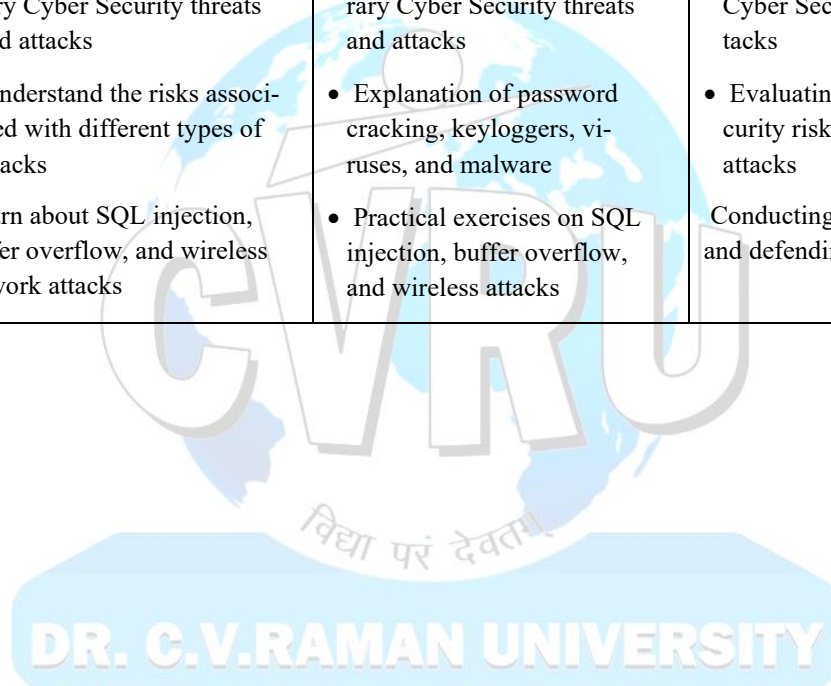 ry Cyber Security threats
d attacks
nderstand the risks associ-
ed with different types of
acks
rn about SQL injection,
fer overflow, and wireless
work attacks
rary Cyber Security threats
and attacks
• Explanation of password
cracking, keyloggers, vi-
ruses, and malware
• Practical exercises on SQL
injection, buffer overflow,
and wireless attacks
Cyber Sec
tacks
• Evaluatin
curity risk
attacks
Conducting
and defendi
CVRU
विद्या परं देवतम्
DR. C.V.RAMAN UNIVERSITY